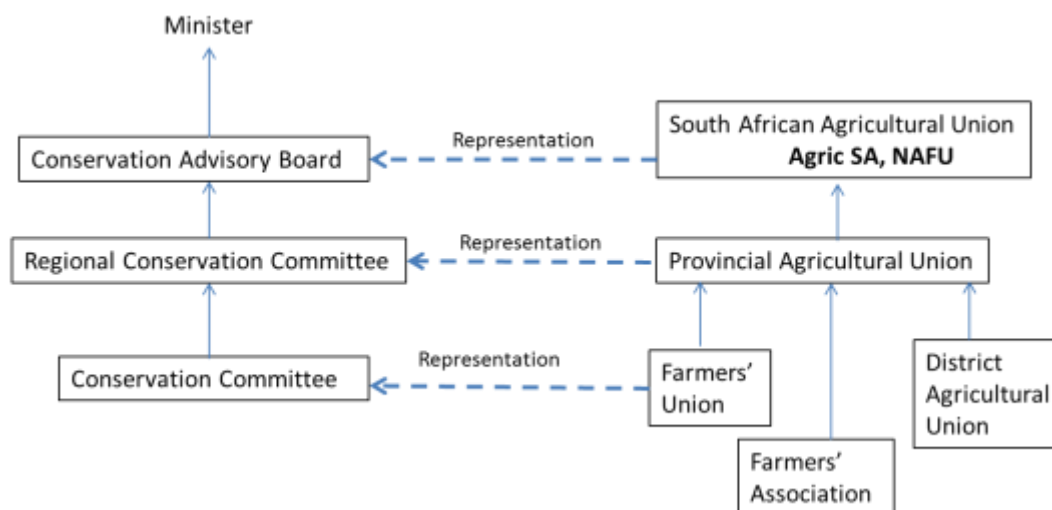 Minister
Representation
South African Agricultural Union
Agric SA, NAFU
Conservation Advisory Board
Representation
Regional Conservation Committee
Provincial Agricultural Union
Representation
Conservation Committee
Farmers'
Union
District
Agricultural
Union
Farmers'
Association